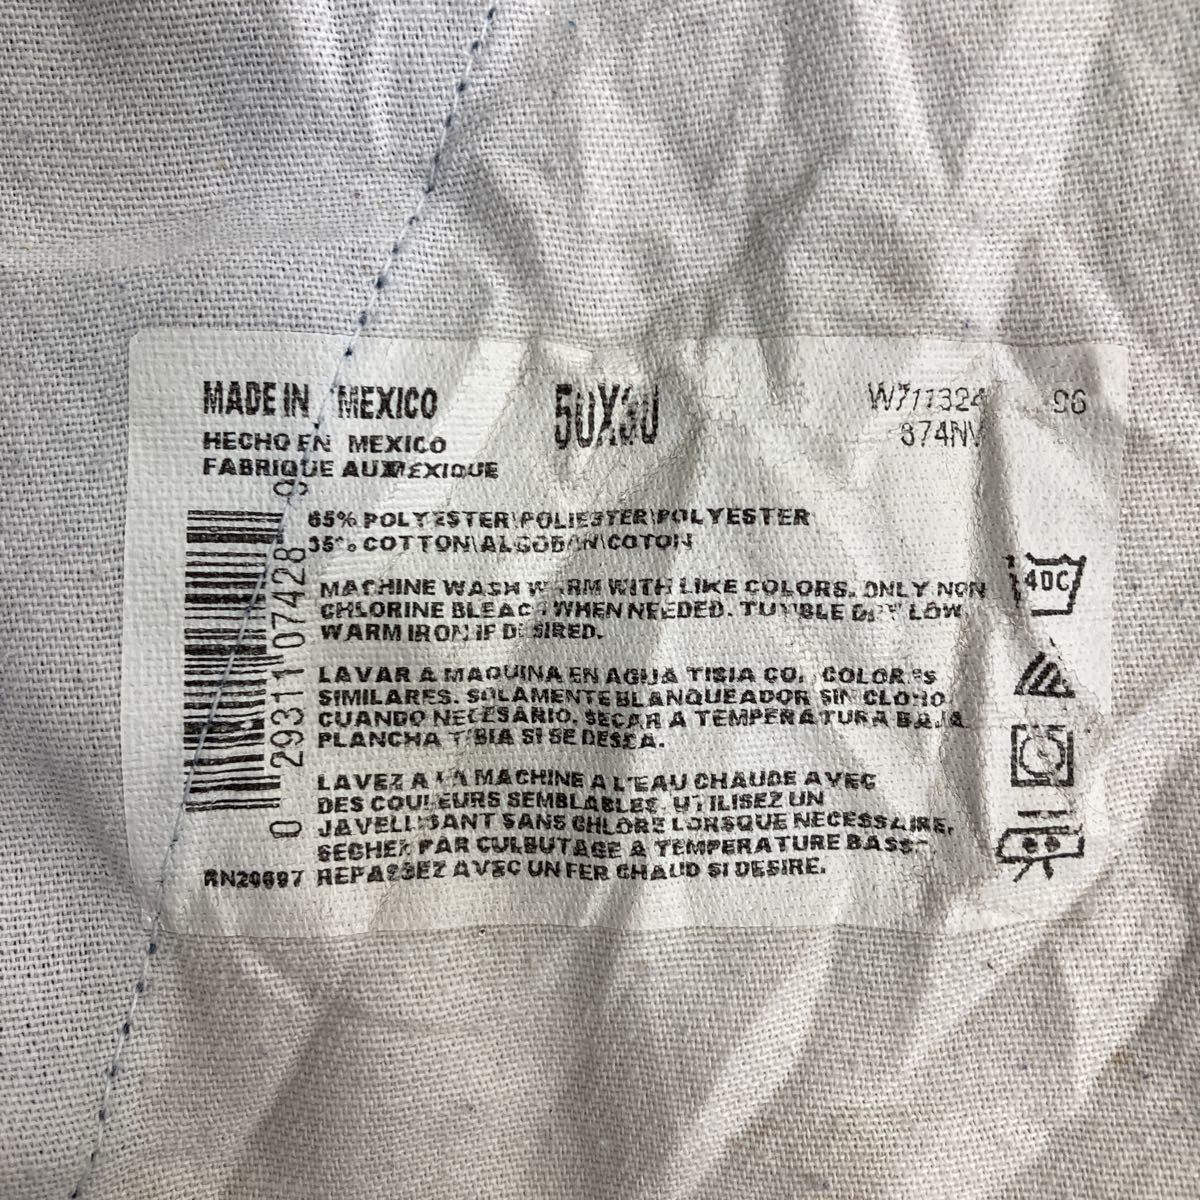 MADE IN MEXICO
50X30
W711324 96
874NV
HECHO EN MEXICO
FABRIQUE AU MEXIQUE
65% POLYESTER\POLIESTER\POLYESTER
35% COTTON\ALGODON\COTON
MACHINE WASH WARM WITH LIKE COLORS. ONLY NON
CHLORINE BLEACH WHEN NEEDED. TUMBLE DRY LOW
WARM IRON IF DESIRED.
40C
LAVAR A MAQUINA EN AGUA TIBIA CON COLORES
SIMILARES. SOLAMENTE BLANQUEADOR SIN CLORO
CUANDO NECESARIO. SECAR A TEMPERATURA BAJA
PLANCHA TIBIA SI SE DESEA.
LAVEZ A LA MACHINE A L'EAU CHAUDE AVEC
DES COULEURS SEMBLABLES. UTILISEZ UN
JAVELLISANT SANS CHLORE LORSQUE NECESSAIRE,
SECHER PAR CULBUTAGE A TEMPERATURE BASSE
REPASSEZ AVEC UN FER CHAUD SI DESIRE.
0 29311 07428 9
RN20697